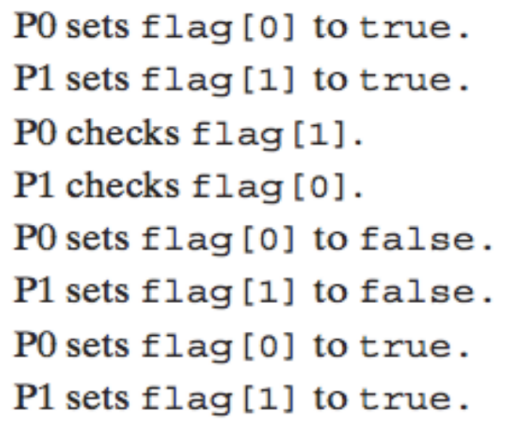 P0 sets flag[0] to true.
P1 sets flag[1] to true.
P0 checks flag[1].
P1 checks flag[0].
P0 sets flag[0] to false.
P1 sets flag[1] to false.
P0 sets flag[0] to true.
P1 sets flag[1] to true.